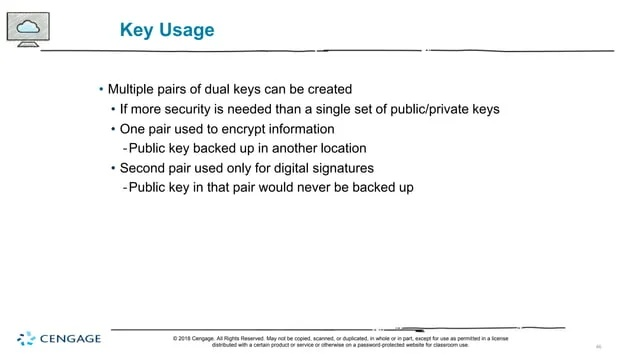 Key Usage
• Multiple pairs of dual keys can be created
• If more security is needed than a single set of public/private keys
• One pair used to encrypt information
-Public key backed up in another location
• Second pair used only for digital signatures
-Public key in that pair would never be backed up
CENGAGE
© 2018 Cengage. All Rights Reserved. May not be copied, scanned, or duplicated, in whole or in part, except for use as permitted in a license
distributed with a certain product or service or otherwise on a password-protected website for classroom use.